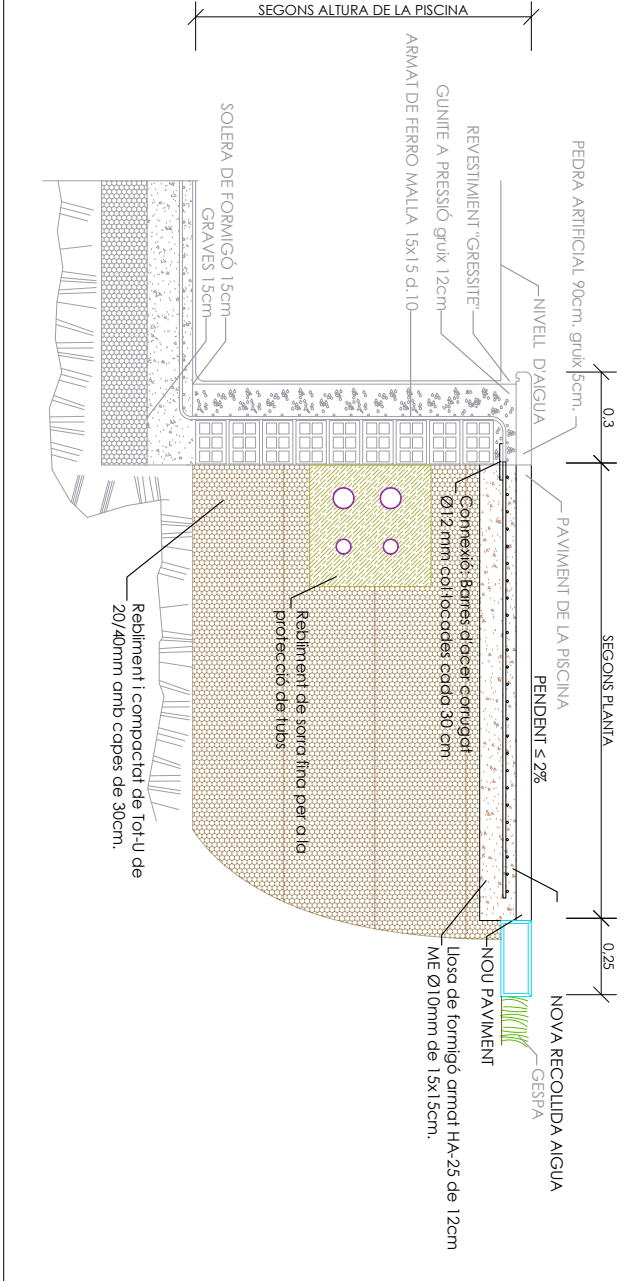 SEGONS ALTURA DE LA PISCINA
0,3
SEGONS PLANTA
0,25
PEDRA ARTIFICIAL 90cm. gruix 5cm.
NIVELL D'AIGUA
REVESTIMENT "GRESSITE"
GUNITE A PRESSIÓ gruix 12cm
ARMAT DE FERRO MALLA 15x15 d.10
SOLERA DE FORMIGÓ 15cm
GRAVES 15cm
PAVIMENT DE LA PISCINA
PENDENT ≤ 2%
NOVA RECOLLIDA AIGUA
GESPA
NOU PAVIMENT
Llosa de formigó armat HA-25 de 12cm
ME Ø10mm de 15x15cm.
Connexió: Barres d'acer corrugat
Ø12 mm col·locades cada 30 cm
Rebliment de sorra fina per a la
protecció de tubs
Rebliment i compactat de Tot-U de
20/40mm amb capes de 30cm.